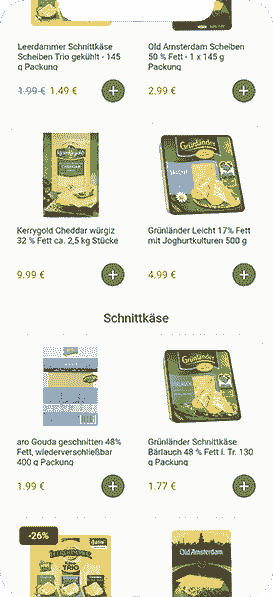 Leerdammer Schnittkäse
Scheiben Trio gekühlt - 145
g Packung
1.99 € 1.49 €
Old Amsterdam Scheiben
50 % Fett - 1 x 145 g
Packung
2.99 €
Kerrygold Cheddar würgiz
32 % Fett ca. 2,5 kg Stücke
9.99 €
Grünländer
Grünländer Leicht 17% Fett
mit Joghurtkulturen 500 g
4.99 €
Schnittkäse
aro Gouda geschnitten 48%
Fett, wiederverschließbar
400 g Packung
1.99 €
Grünländer
Grünländer Schnittkäse
Bärlauch 48 % Fett i. Tr. 130
g Packung
1.77 €
-26%
Leerdammer
TRIO
Old Amsterdam